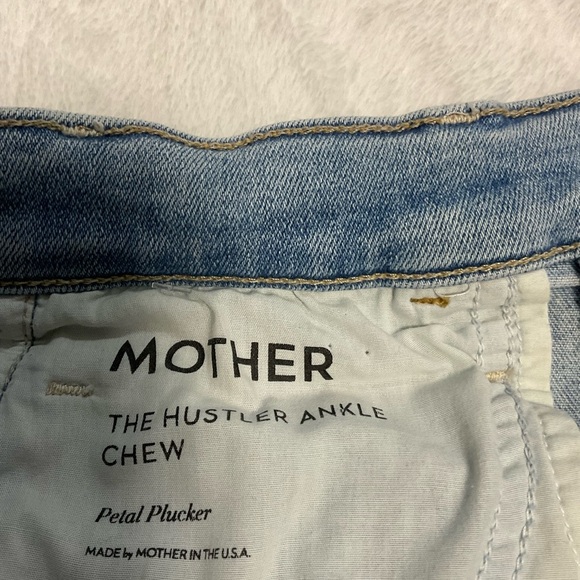 MOTHER
THE HUSTLER ANKLE
CHEW
Petal Plucker
MADE by MOTHER IN THE U.S.A.